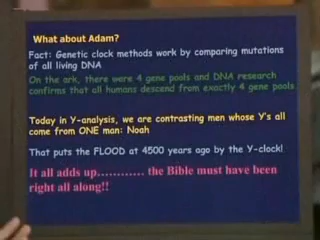 What about Adam?
Fact: Genetic clock methods work by comparing mutations
of all living DNA
On the ark, there were 4 gene pools and DNA research
confirms that all humans descend from exactly 4 gene pools
Today in Y-analysis, we are contrasting men whose Y's all
come from ONE man: Noah
That puts the FLOOD at 4500 years ago by the Y-clock!
It all adds up............ the Bible must have been
right all along!!